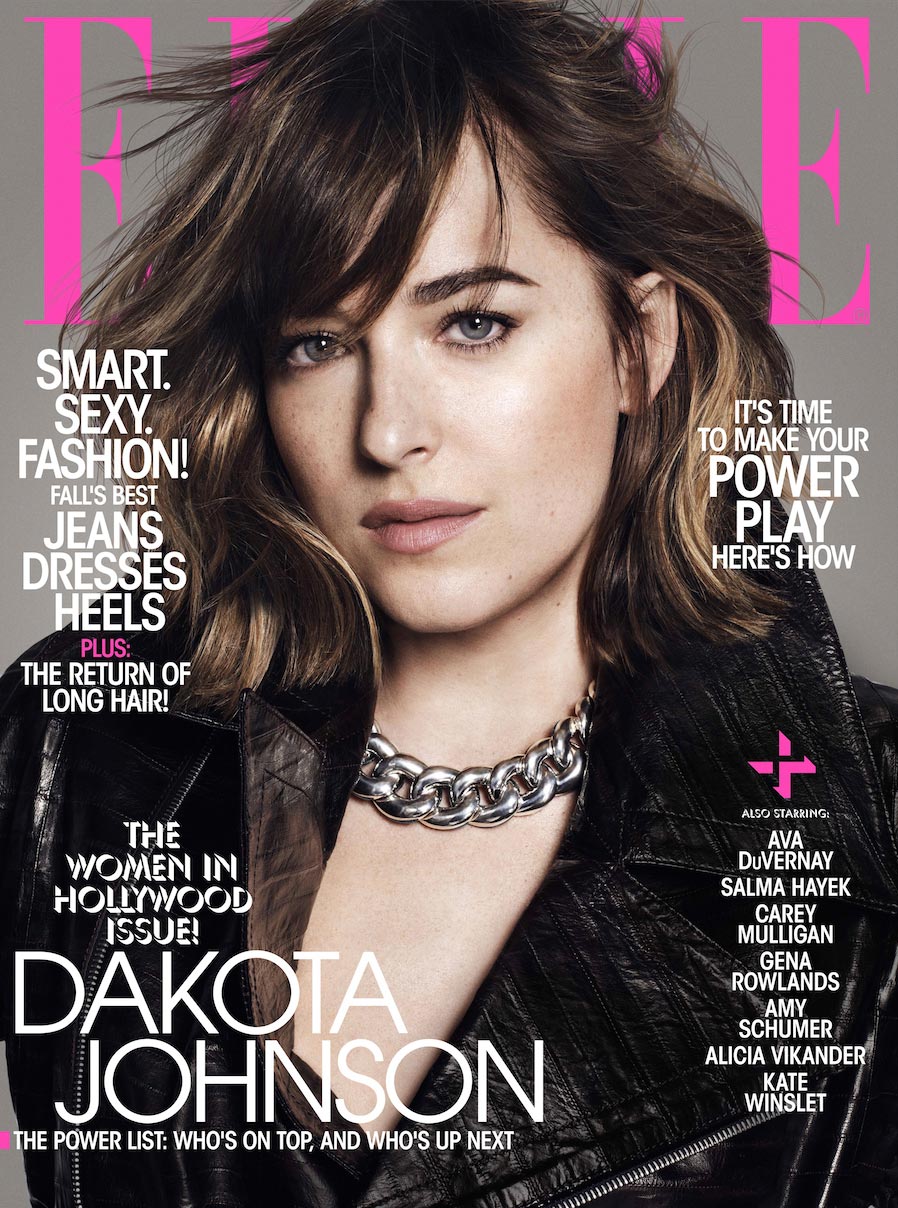 ELLE
SMART.
SEXY.
FASHION!
FALL'S BEST
JEANS
DRESSES
HEELS
PLUS:
THE RETURN OF
LONG HAIR!
IT'S TIME
TO MAKE YOUR
POWER
PLAY
HERE'S HOW
THE
WOMEN IN
HOLLYWOOD
ISSUE!
DAKOTA
JOHNSON
THE POWER LIST: WHO'S ON TOP, AND WHO'S UP NEXT
ALSO STARRING:
AVA
DuVERNAY
SALMA HAYEK
CAREY
MULLIGAN
GENA
ROWLANDS
AMY
SCHUMER
ALICIA VIKANDER
KATE
WINSLET